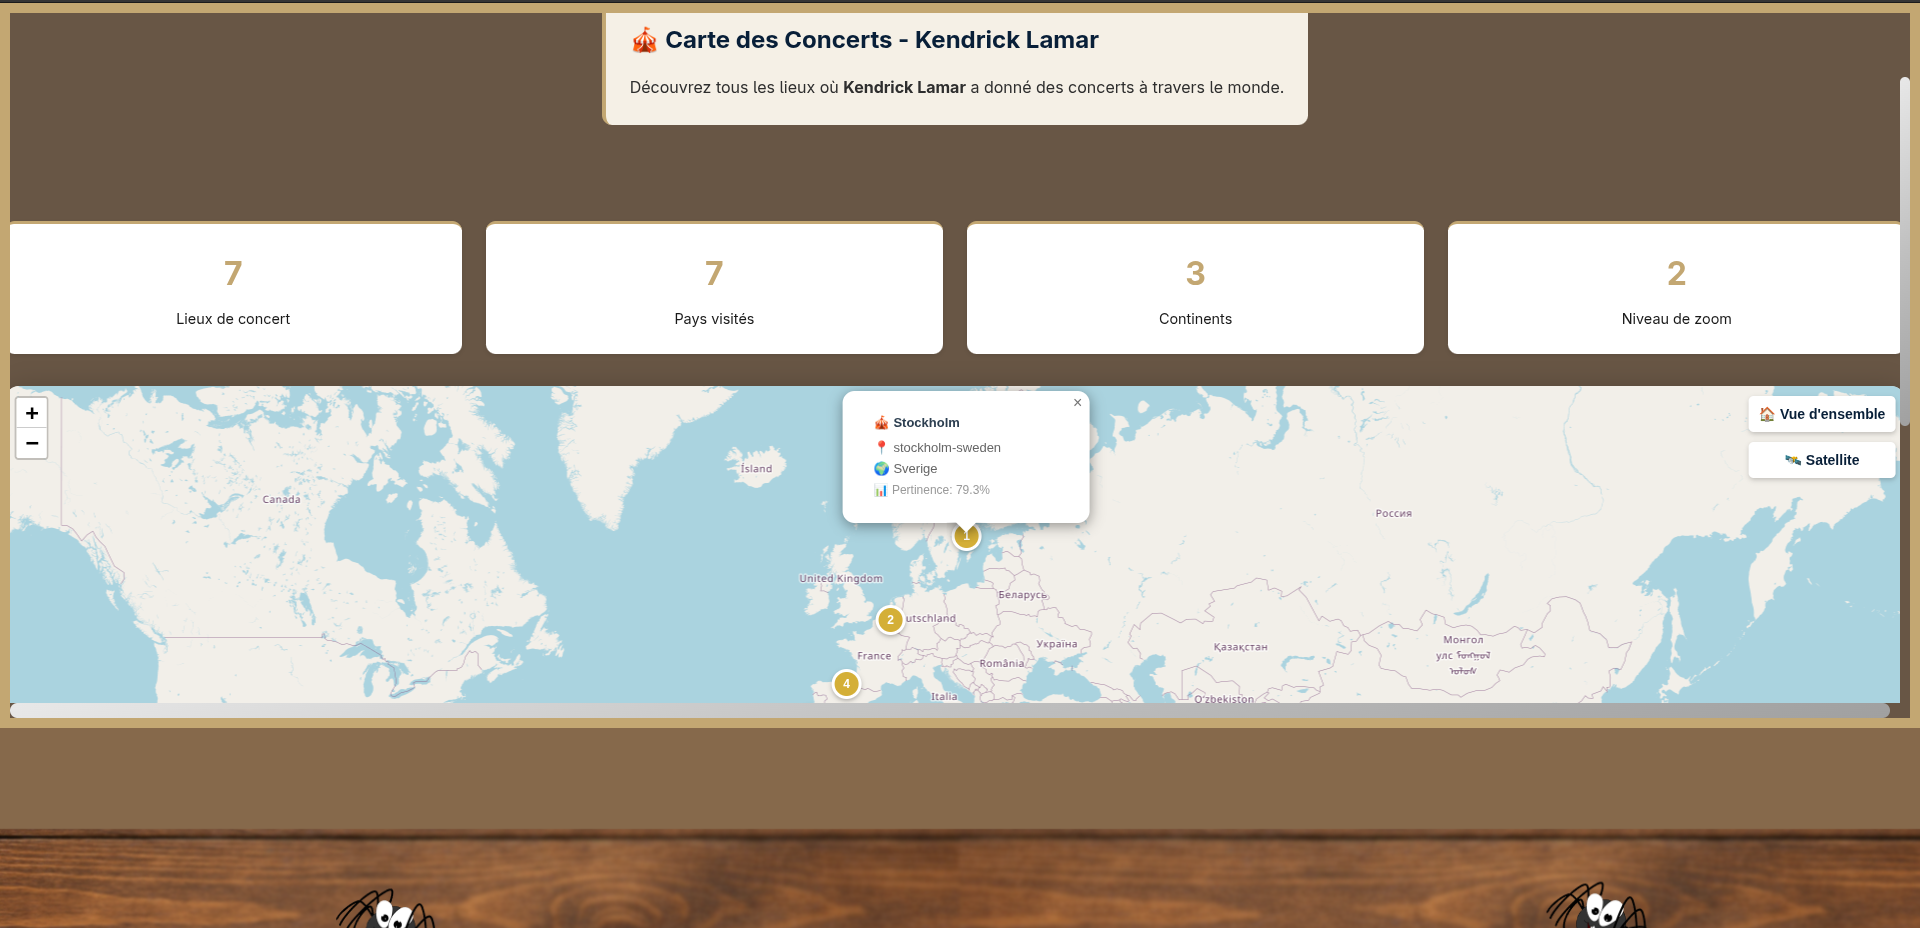 🎪 Carte des Concerts - Kendrick Lamar
Découvrez tous les lieux où Kendrick Lamar a donné des concerts à travers le monde.
7
Lieux de concert
7
Pays visités
3
Continents
2
Niveau de zoom
+
−
🏠 Vue d'ensemble
🛰️ Satellite
×
🎪 Stockholm
📍 stockholm-sweden
🌍 Sverige
📊 Pertinence: 79.3%
1
2
4
Ísland
Canada
Россия
United Kingdom
Беларусь
utschland
France
Україна
România
Italia
Қазақстан
Монгол
улс
O'zbekiston